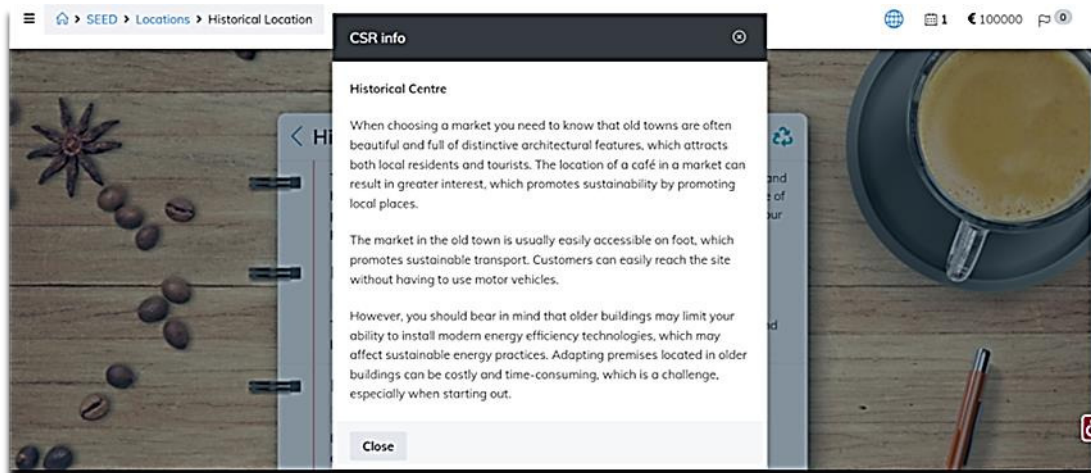 SEED > Locations > Historical Location
1
€ 100000
0
CSR info
Hi
Historical Centre
When choosing a market you need to know that old towns are often
beautiful and full of distinctive architectural features, which attracts
both local residents and tourists. The location of a café in a market can
result in greater interest, which promotes sustainability by promoting
local places.
The market in the old town is usually easily accessible on foot, which
promotes sustainable transport. Customers can easily reach the site
without having to use motor vehicles.
However, you should bear in mind that older buildings may limit your
ability to install modern energy efficiency technologies, which may
affect sustainable energy practices. Adapting premises located in older
buildings can be costly and time-consuming, which is a challenge,
especially when starting out.
Close